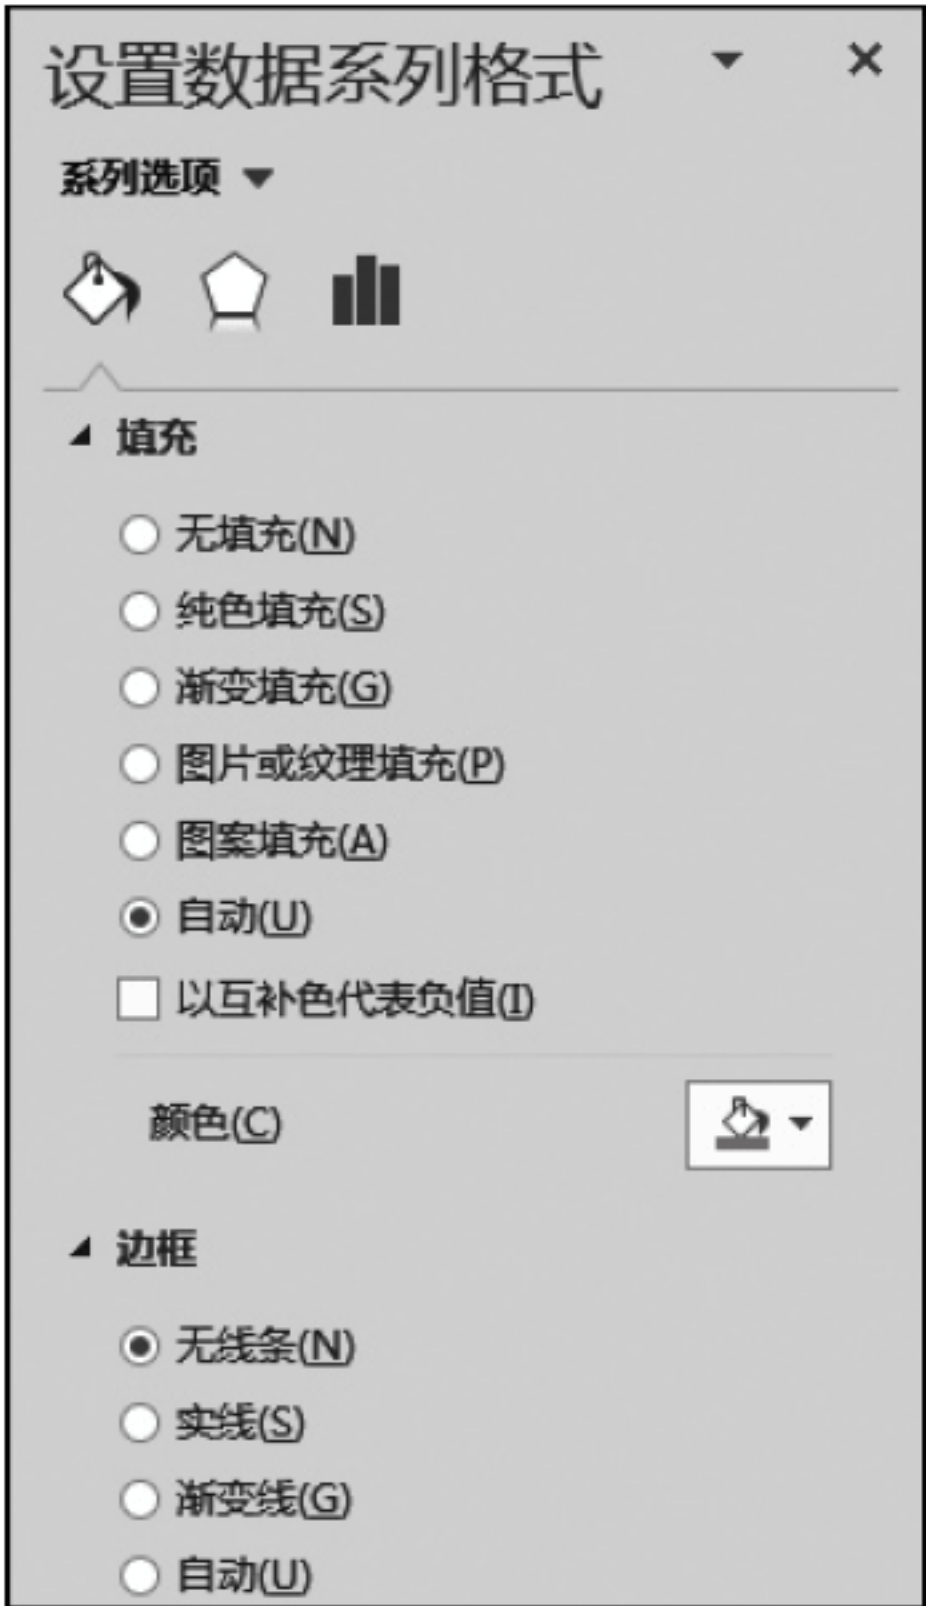 设置数据系列格式
系列选项
填充
无填充(N)
纯色填充(S)
渐变填充(G)
图片或纹理填充(P)
图案填充(A)
自动(U)
以互补色代表负值(I)
颜色(C)
边框
无线条(N)
实线(S)
渐变线(G)
自动(U)